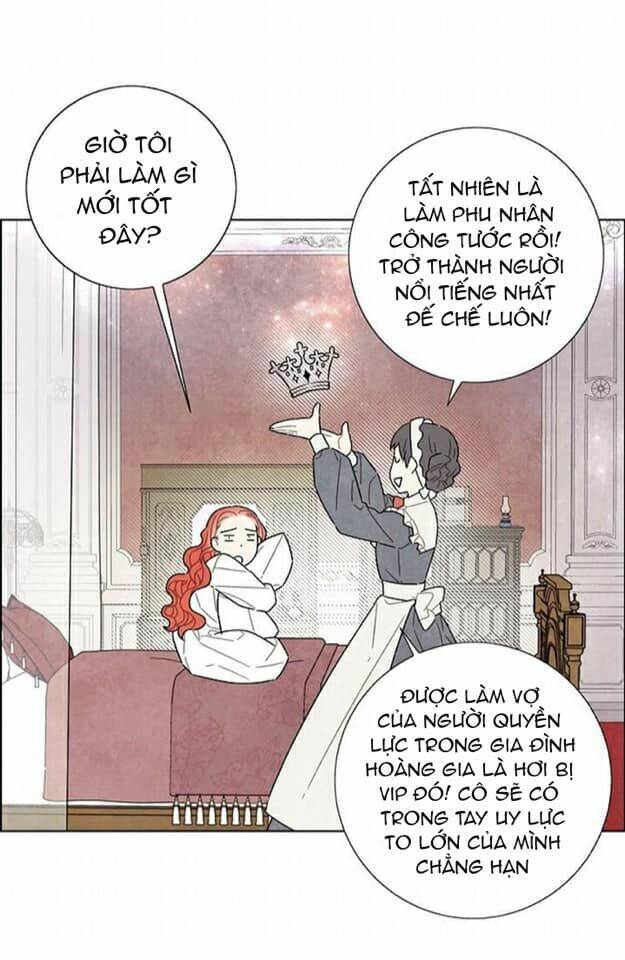 GIỜ TÔI
PHẢI LÀM GÌ
MỚI TỐT
ĐÂY?
TẤT NHIÊN LÀ
LÀM PHU NHÂN
CÔNG TƯỚC RỒI!
TRỞ THÀNH NGƯỜI
NỔI TIẾNG NHẤT
ĐẾ CHẾ LUÔN!
ĐƯỢC LÀM VỢ
CỦA NGƯỜI QUYỀN
LỰC TRONG GIA ĐÌNH
HOÀNG GIA LÀ HƠI BỊ
VIP ĐÓ! CÔ SẼ CÓ
TRONG TAY UY LỰC
TO LỚN CỦA MÌNH
CHẲNG HẠN